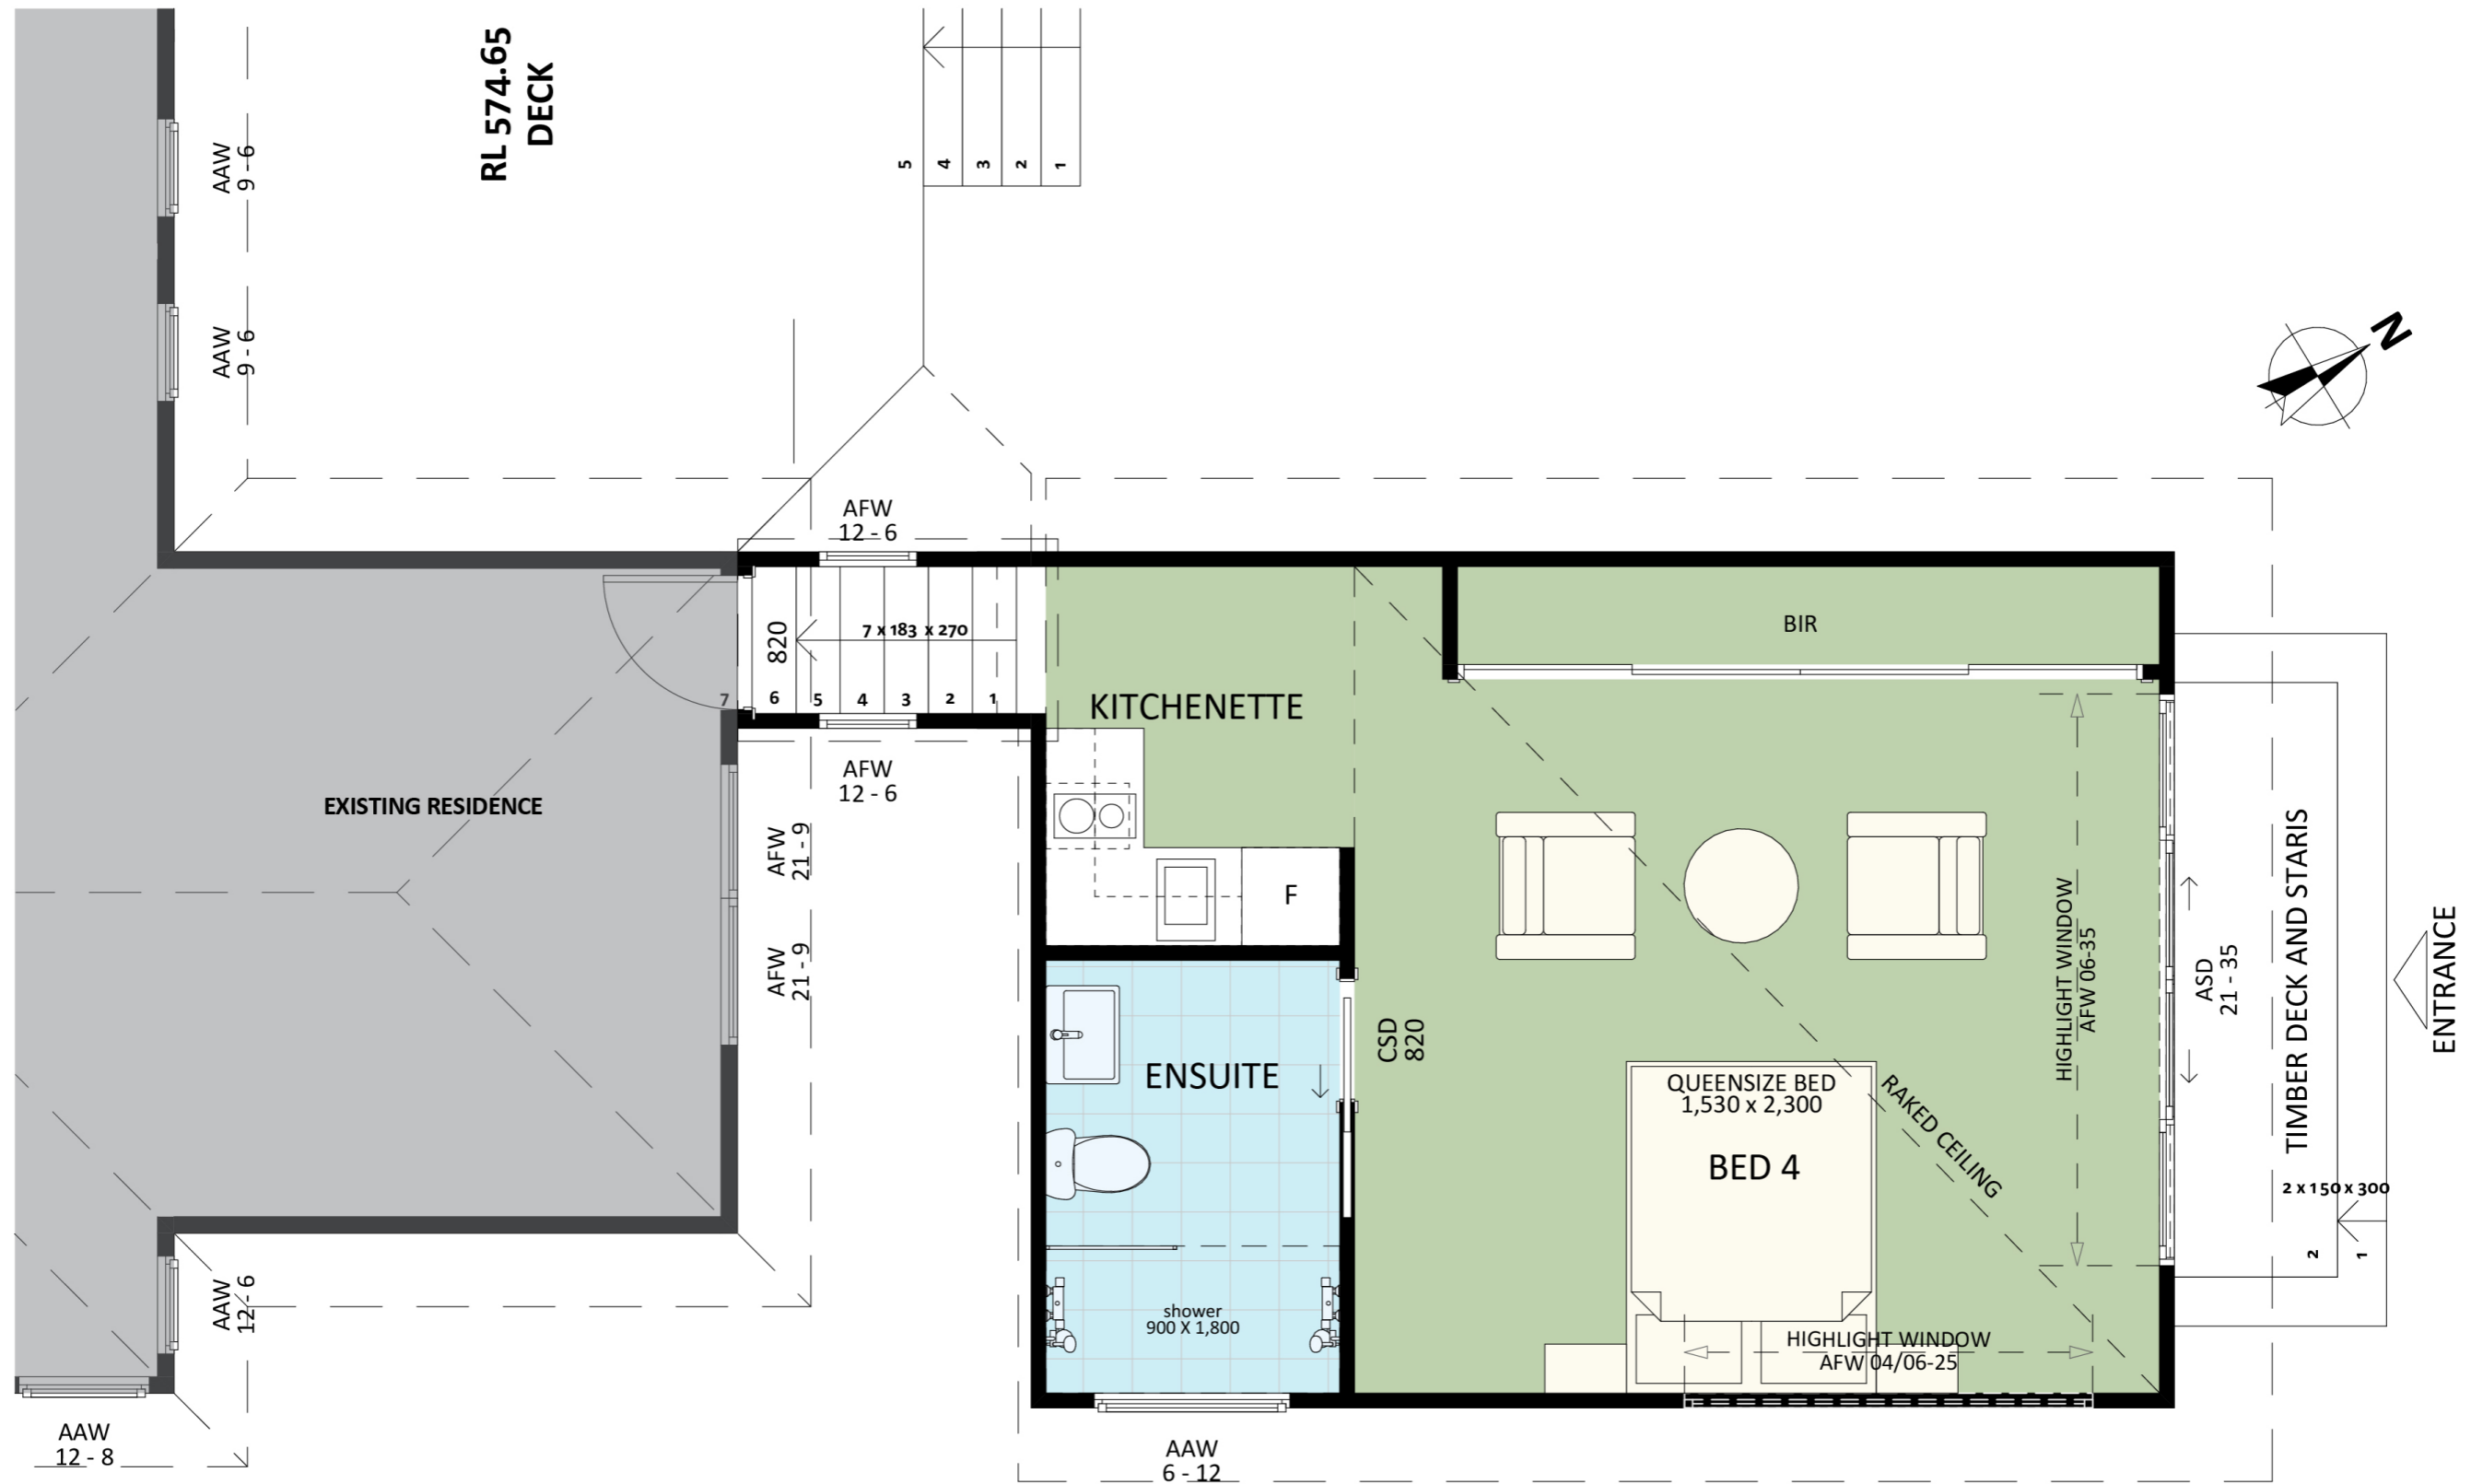 RL 574.65
DECK
AAW
9 - 6
5
4
3
2
1
AAW
9 - 6
N
AFW
12 - 6
BIR
820
7 x 183 x 270
7
6
5
4
3
2
1
KITCHENETTE
AFW
12 - 6
EXISTING RESIDENCE
AFW
21 - 9
AFW
21 - 9
F
HIGHLIGHT WINDOW
AFW 06-35
ASD
21 - 35
TIMBER DECK AND STARIS
ENTRANCE
CSD
820
ENSUITE
QUEENSIZE BED
1,530 x 2,300
BED 4
RAKED CEILING
2 x 150 x 300
2
1
AAW
12 - 6
shower
900 X 1,800
HIGHLIGHT WINDOW
AFW 04/06-25
AAW
12 - 8
AAW
6 - 12